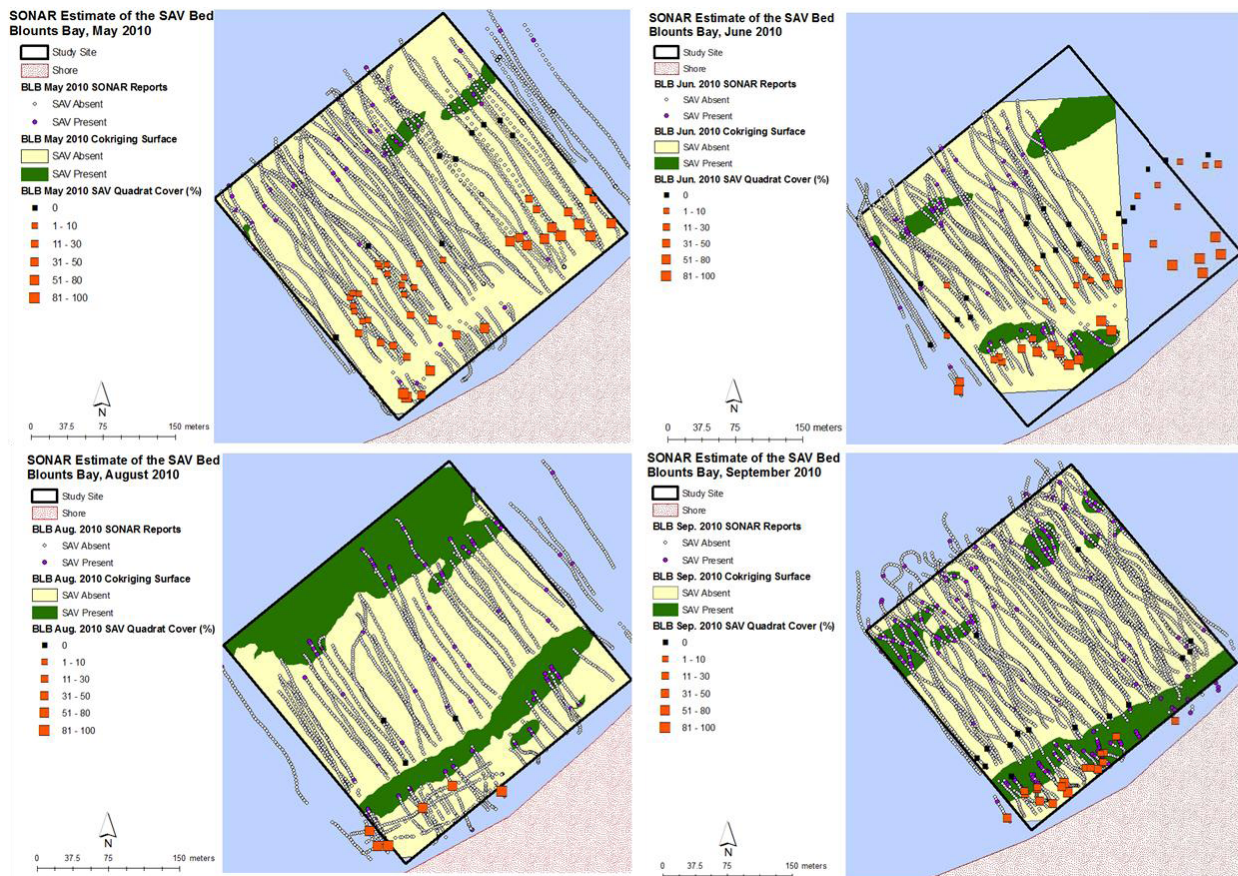 SONAR Estimate of the SAV Bed
Blounts Bay, May 2010
Study Site
Shore
BLB May 2010 SONAR Reports
SAV Absent
SAV Present
BLB May 2010 Cokriging Surface
SAV Absent
SAV Present
BLB May 2010 SAV Quadrat Cover (%)
0
1 - 10
11 - 30
31 - 50
51 - 80
81 - 100
N
0 37.5 75 150 meters
SONAR Estimate of the SAV Bed
Blounts Bay, June 2010
Study Site
Shore
BLB Jun. 2010 SONAR Reports
SAV Absent
SAV Present
BLB Jun. 2010 Cokriging Surface
SAV Absent
SAV Present
BLB Jun. 2010 SAV Quadrat Cover (%)
0
1 - 10
11 - 30
31 - 50
51 - 80
81 - 100
N
0 37.5 75 150 meters
SONAR Estimate of the SAV Bed
Blounts Bay, August 2010
Study Site
Shore
BLB Aug. 2010 SONAR Reports
SAV Absent
SAV Present
BLB Aug. 2010 Cokriging Surface
SAV Absent
SAV Present
BLB Aug. 2010 SAV Quadrat Cover (%)
0
1 - 10
11 - 30
31 - 50
51 - 80
81 - 100
N
0 37.5 75 150 meters
SONAR Estimate of the SAV Bed
Blounts Bay, September 2010
Study Site
Shore
BLB Sep. 2010 SONAR Reports
SAV Absent
SAV Present
BLB Sep. 2010 Cokriging Surface
SAV Absent
SAV Present
BLB Sep. 2010 SAV Quadrat Cover (%)
0
1 - 10
11 - 30
31 - 50
51 - 80
81 - 100
N
0 37.5 75 150 meters